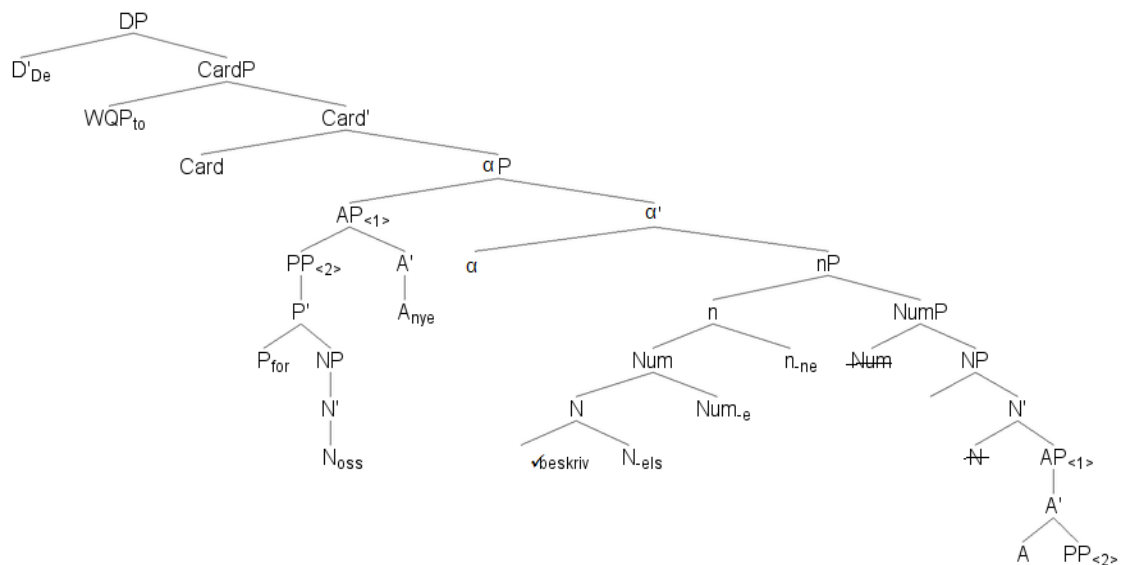 DP
D'De CardP
WQPto Card'
Card αP
AP<1> α'
PP<2> A' α nP
P' Anye n NumP
Pfor NP Num n-ne Num NP
N' N Num-e N'
Noss ✓beskriv N-els N AP<1>
A'
A PP<2>